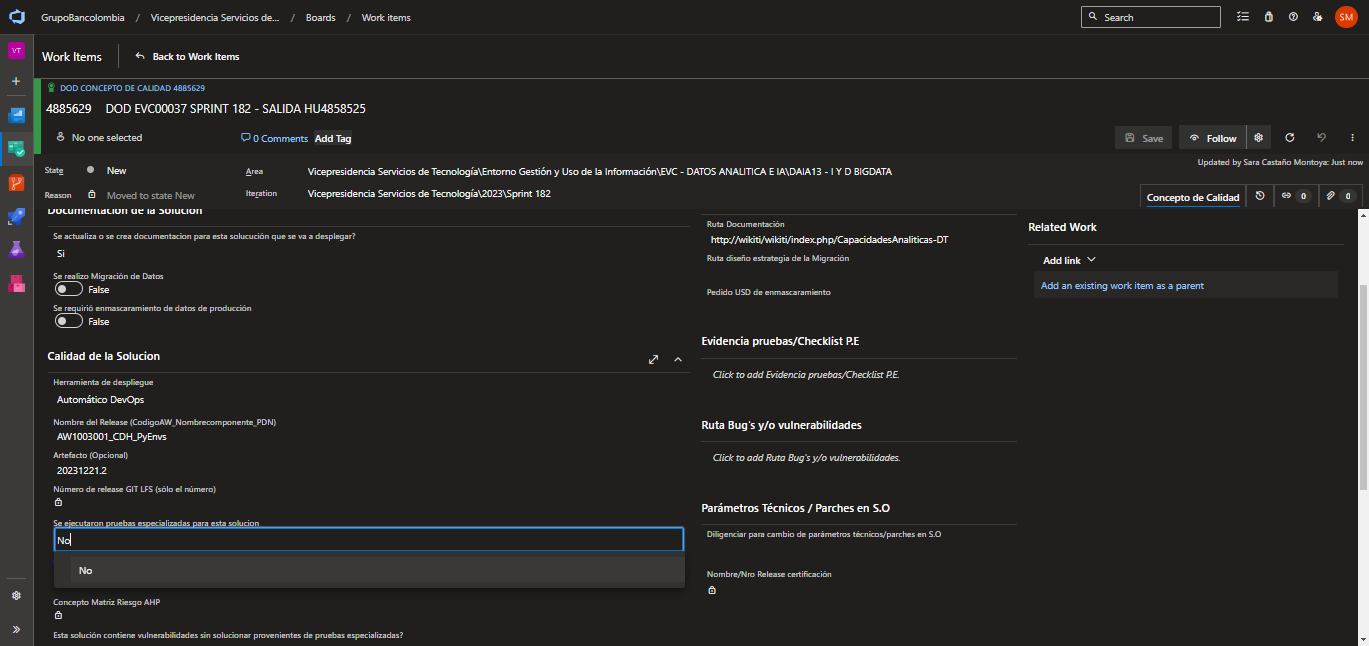 GrupoBancolombia / Vicepresidencia Servicios de... / Boards / Work items
Search
SM
VT
Work Items
Back to Work Items
DOD CONCEPTO DE CALIDAD 4885629
4885629 DOD EVC00037 SPRINT 182 - SALIDA HU4858525
No one selected
0 Comments
Add Tag
Save
Follow
Updated by Sara Castaño Montoya: Just now
State
New
Area
Vicepresidencia Servicios de Tecnología\Entorno Gestión y Uso de la Información\EVC - DATOS ANALITICA E IA\DAIA13 - I Y D BIGDATA
Reason
Moved to state New
Iteration
Vicepresidencia Servicios de Tecnología\2023\Sprint 182
Concepto de Calidad
0
0
Documentacion de la Solucion
Se actualiza o se crea documentacion para esta solucución que se va a desplegar?
Si
Se realizo Migración de Datos
False
Se requirió enmascaramiento de datos de producción
False
Calidad de la Solucion
Herramienta de despliegue
Automático DevOps
Nombre del Release (CodigoAW_Nombrecomponente_PDN)
AW1003001_CDH_PyEnvs
Artefacto (Opcional)
20231221.2
Número de release GIT LFS (sólo el número)
Se ejecutaron pruebas especializadas para esta solucion
No
No
Concepto Matriz Riesgo AHP
Esta solución contiene vulnerabilidades sin solucionar provenientes de pruebas especializadas?
Ruta Documentación
http://wikiti/wikiti/index.php/CapacidadesAnaliticas-DT
Ruta diseño estrategia de la Migración
Pedido USD de enmascaramiento
Evidencia pruebas/Checklist P.E
Click to add Evidencia pruebas/Checklist P.E.
Ruta Bug's y/o vulnerabilidades
Click to add Ruta Bug's y/o vulnerabilidades.
Parámetros Técnicos / Parches en S.O
Diligenciar para cambio de parámetros técnicos/parches en S.O
Nombre/Nro Release certificación
Related Work
Add link
Add an existing work item as a parent